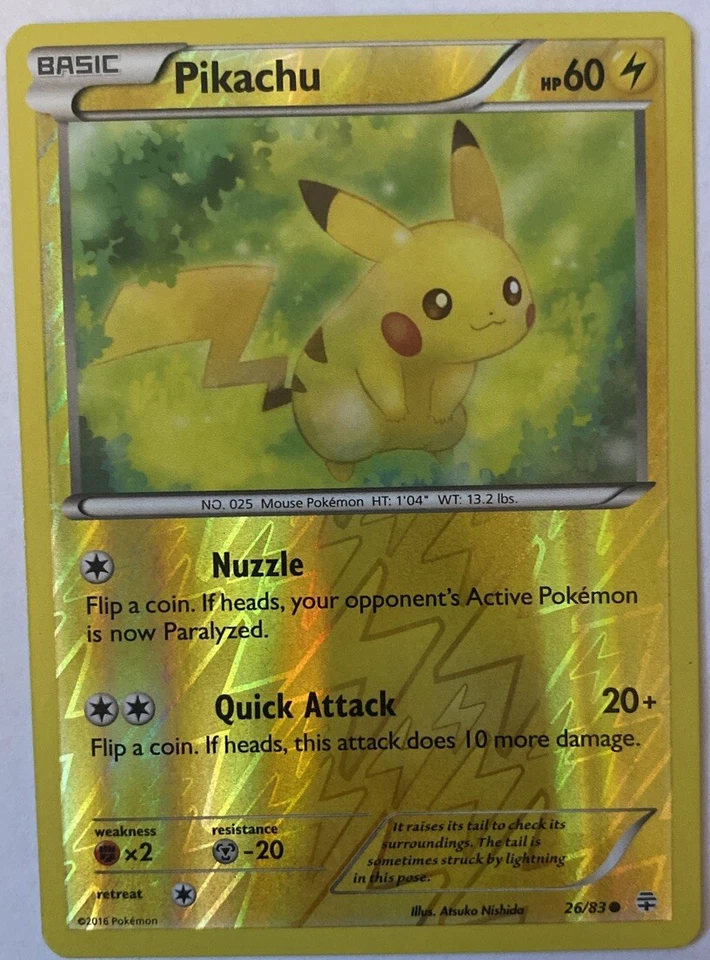 BASIC
Pikachu HP60
NO. 025 Mouse Pokémon HT: 1'04" WT: 13.2 lbs.
Nuzzle
Flip a coin. If heads, your opponent's Active Pokémon
is now Paralyzed.
Quick Attack 20+
Flip a coin. If heads, this attack does 10 more damage.
weakness resistance
×2 -20
retreat
It raises its tail to check its
surroundings. The tail is
sometimes struck by lightning
in this pose.
©2016 Pokémon Illus. Atsuko Nishida 26/83